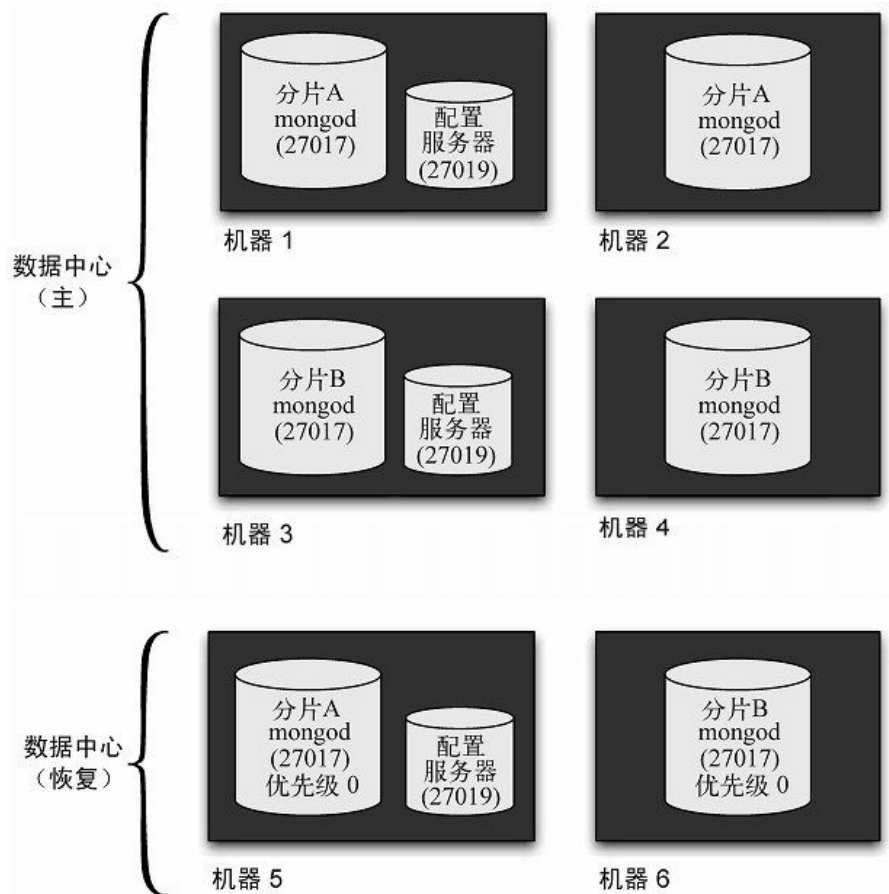 数据中心
（主）
分片A
mongod
(27017)
配置
服务器
(27019)
机器 1
分片A
mongod
(27017)
机器 2
分片B
mongod
(27017)
配置
服务器
(27019)
机器 3
分片B
mongod
(27017)
机器 4
数据中心
（恢复）
分片A
mongod
(27017)
优先级 0
配置
服务器
(27019)
机器 5
分片B
mongod
(27017)
优先级 0
机器 6